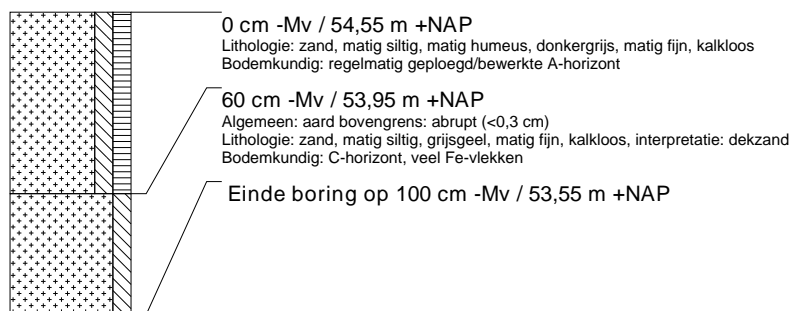 0 cm -Mv / 54,55 m +NAP
Lithologie: zand, matig siltig, matig humeus, donkergrijs, matig fijn, kalkloos
Bodemkundig: regelmatig geploegd/bewerkte A-horizont
60 cm -Mv / 53,95 m +NAP
Algemeen: aard bovengrens: abrupt (<0,3 cm)
Lithologie: zand, matig siltig, grijsgeel, matig fijn, kalkloos, interpretatie: dekzand
Bodemkundig: C-horizont, veel Fe-vlekken
Einde boring op 100 cm -Mv / 53,55 m +NAP